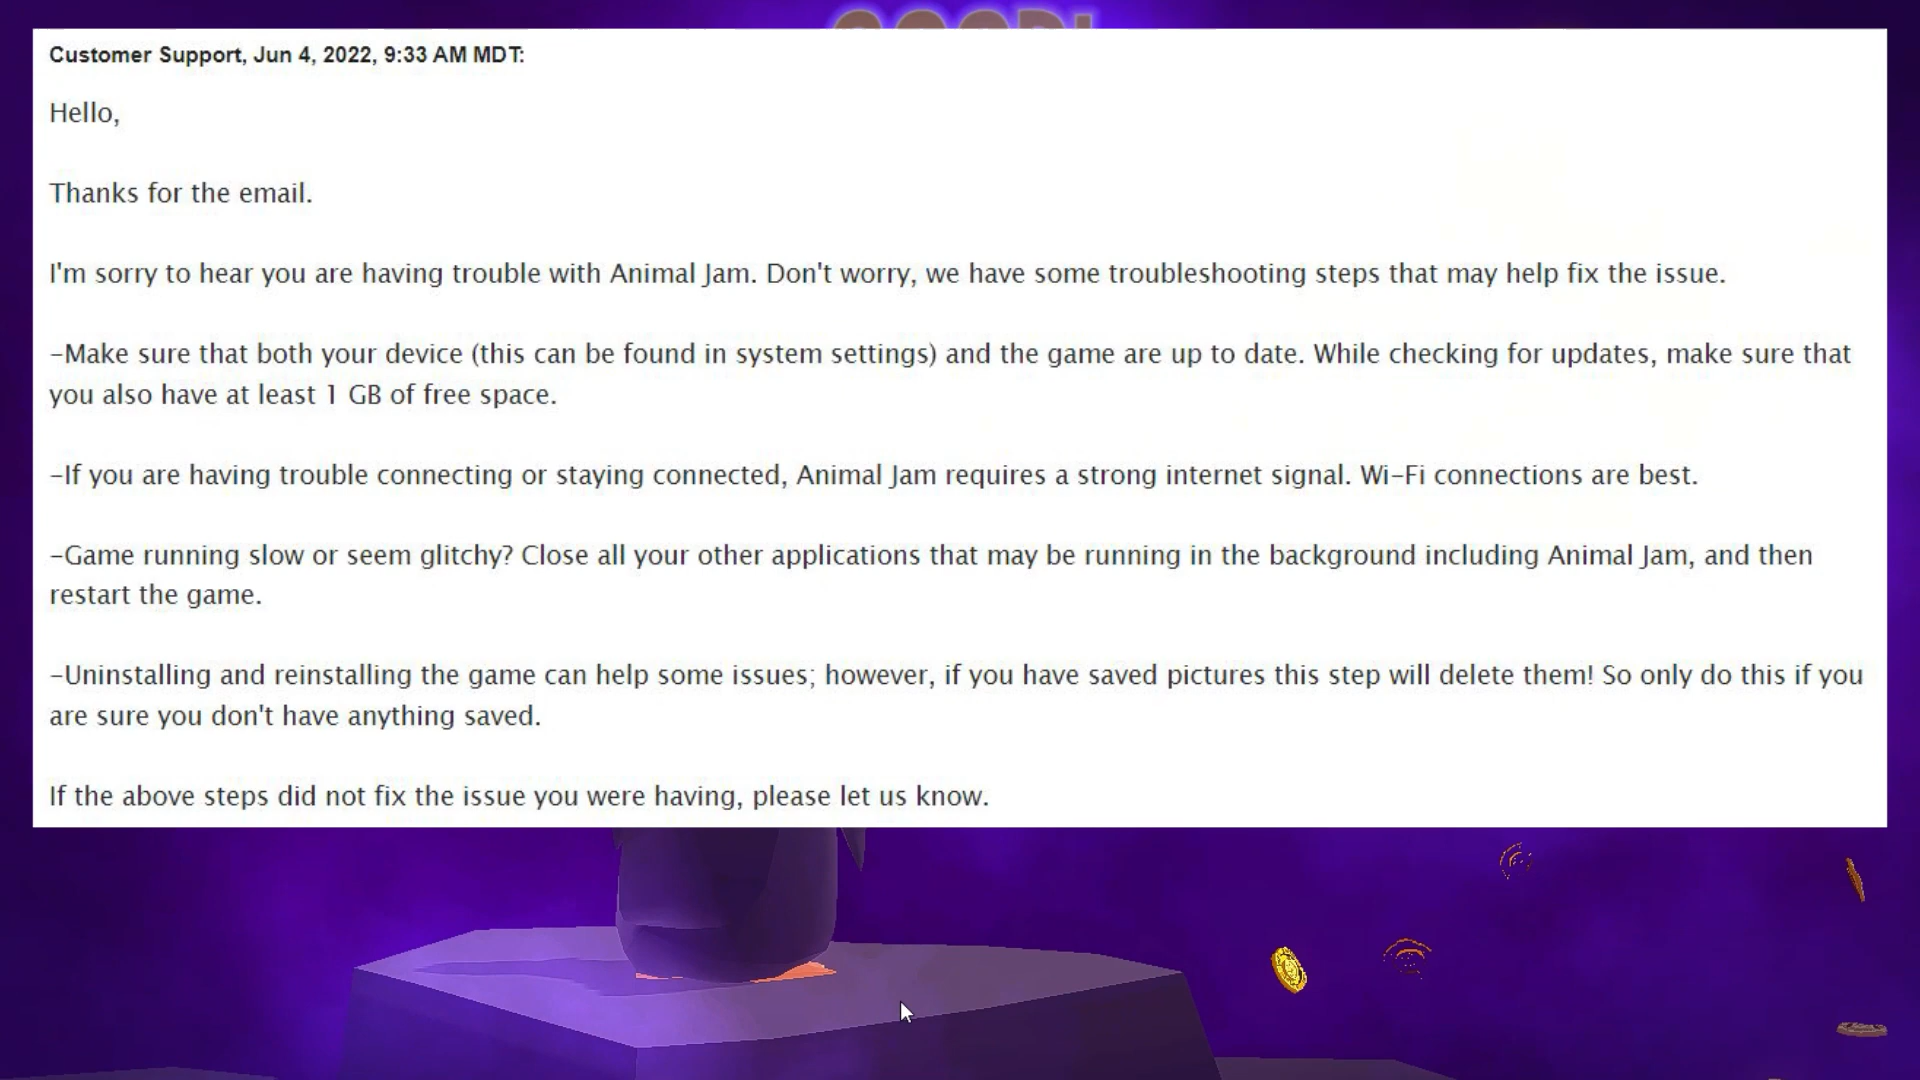 Customer Support, Jun 4, 2022, 9:33 AM MDT:
Hello,
Thanks for the email.
I'm sorry to hear you are having trouble with Animal Jam. Don't worry, we have some troubleshooting steps that may help fix the issue.
-Make sure that both your device (this can be found in system settings) and the game are up to date. While checking for updates, make sure that
you also have at least 1 GB of free space.
-If you are having trouble connecting or staying connected, Animal Jam requires a strong internet signal. Wi-Fi connections are best.
-Game running slow or seem glitchy? Close all your other applications that may be running in the background including Animal Jam, and then
restart the game.
-Uninstalling and reinstalling the game can help some issues; however, if you have saved pictures this step will delete them! So only do this if you
are sure you don't have anything saved.
If the above steps did not fix the issue you were having, please let us know.